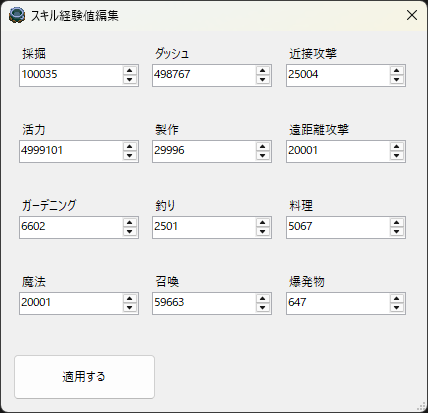 スキル経験値編集
採掘 ダッシュ 近接攻撃
100035 498767 25004
活力 製作 遠距離攻撃
4999101 29996 20001
ガーデニング 釣り 料理
6602 2501 5067
魔法 召喚 爆発物
20001 59663 647
適用する